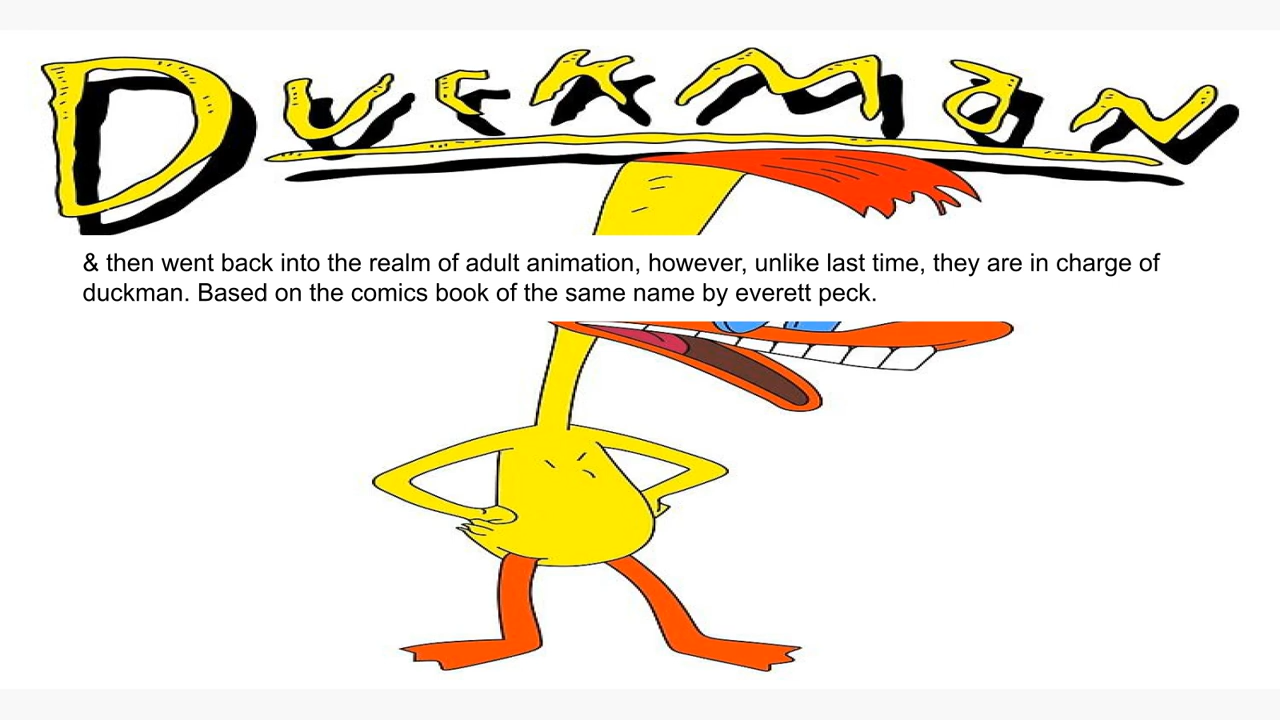 Duckman
& then went back into the realm of adult animation, however, unlike last time, they are in charge of
duckman. Based on the comics book of the same name by everett peck.